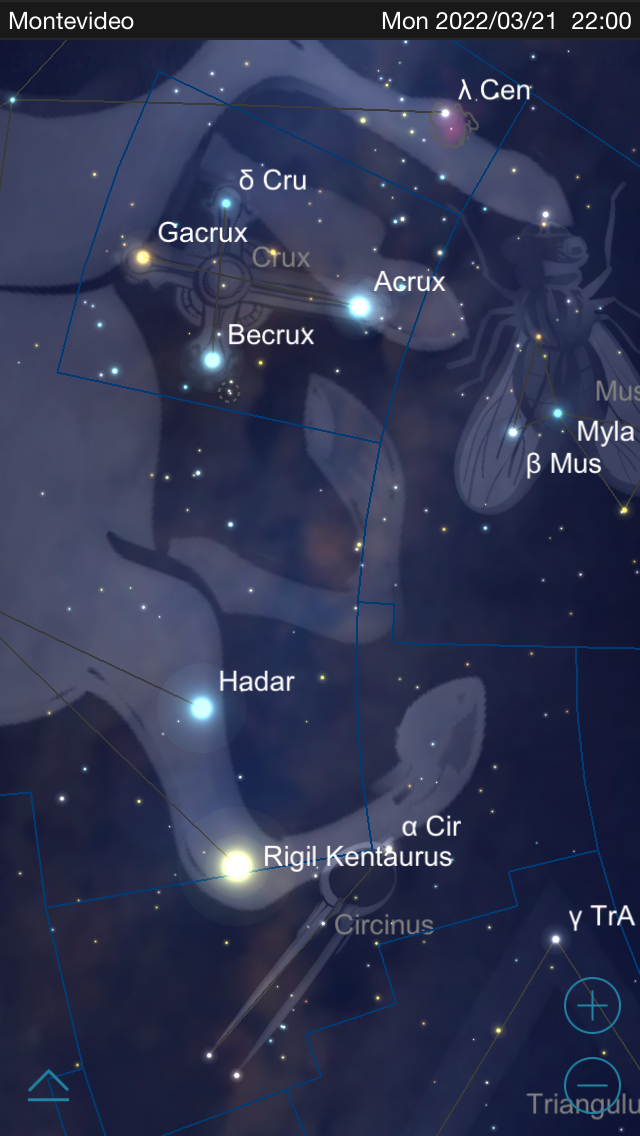 Montevideo
Mon 2022/03/21 22:00
λ Cen
δ Cru
Gacrux
Crux
Acrux
Becrux
Mus
Myla
β Mus
Hadar
α Cir
Rigil Kentaurus
Circinus
γ TrA
Triangulu